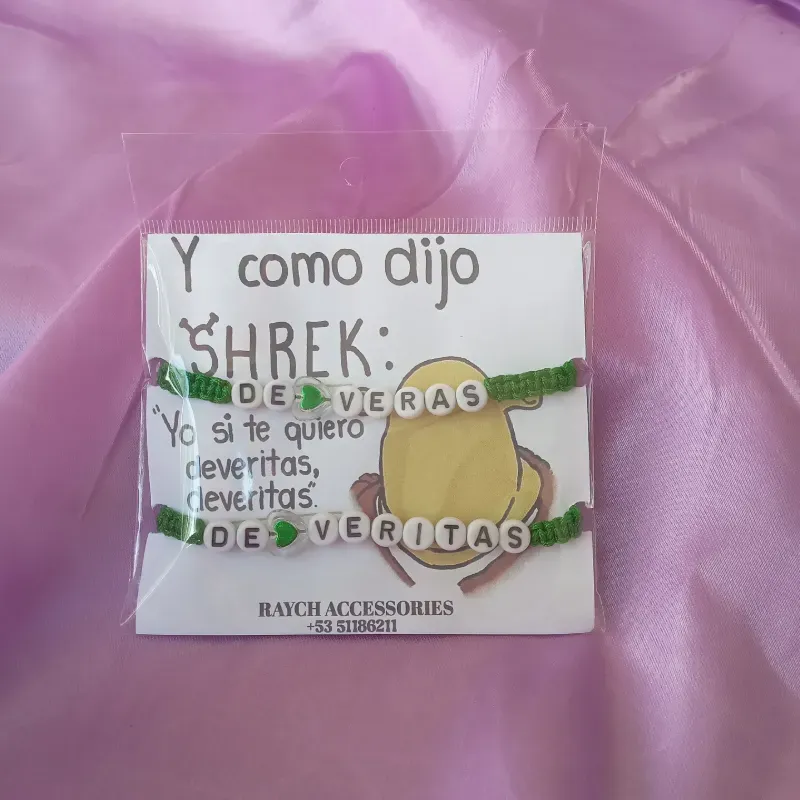 Y como dijo
SHREK:
DE VERAS
"Yo si te quiero
deveritas,
deveritas".
DE VERITAS
RAYCH ACCESSORIES
+53 51186211